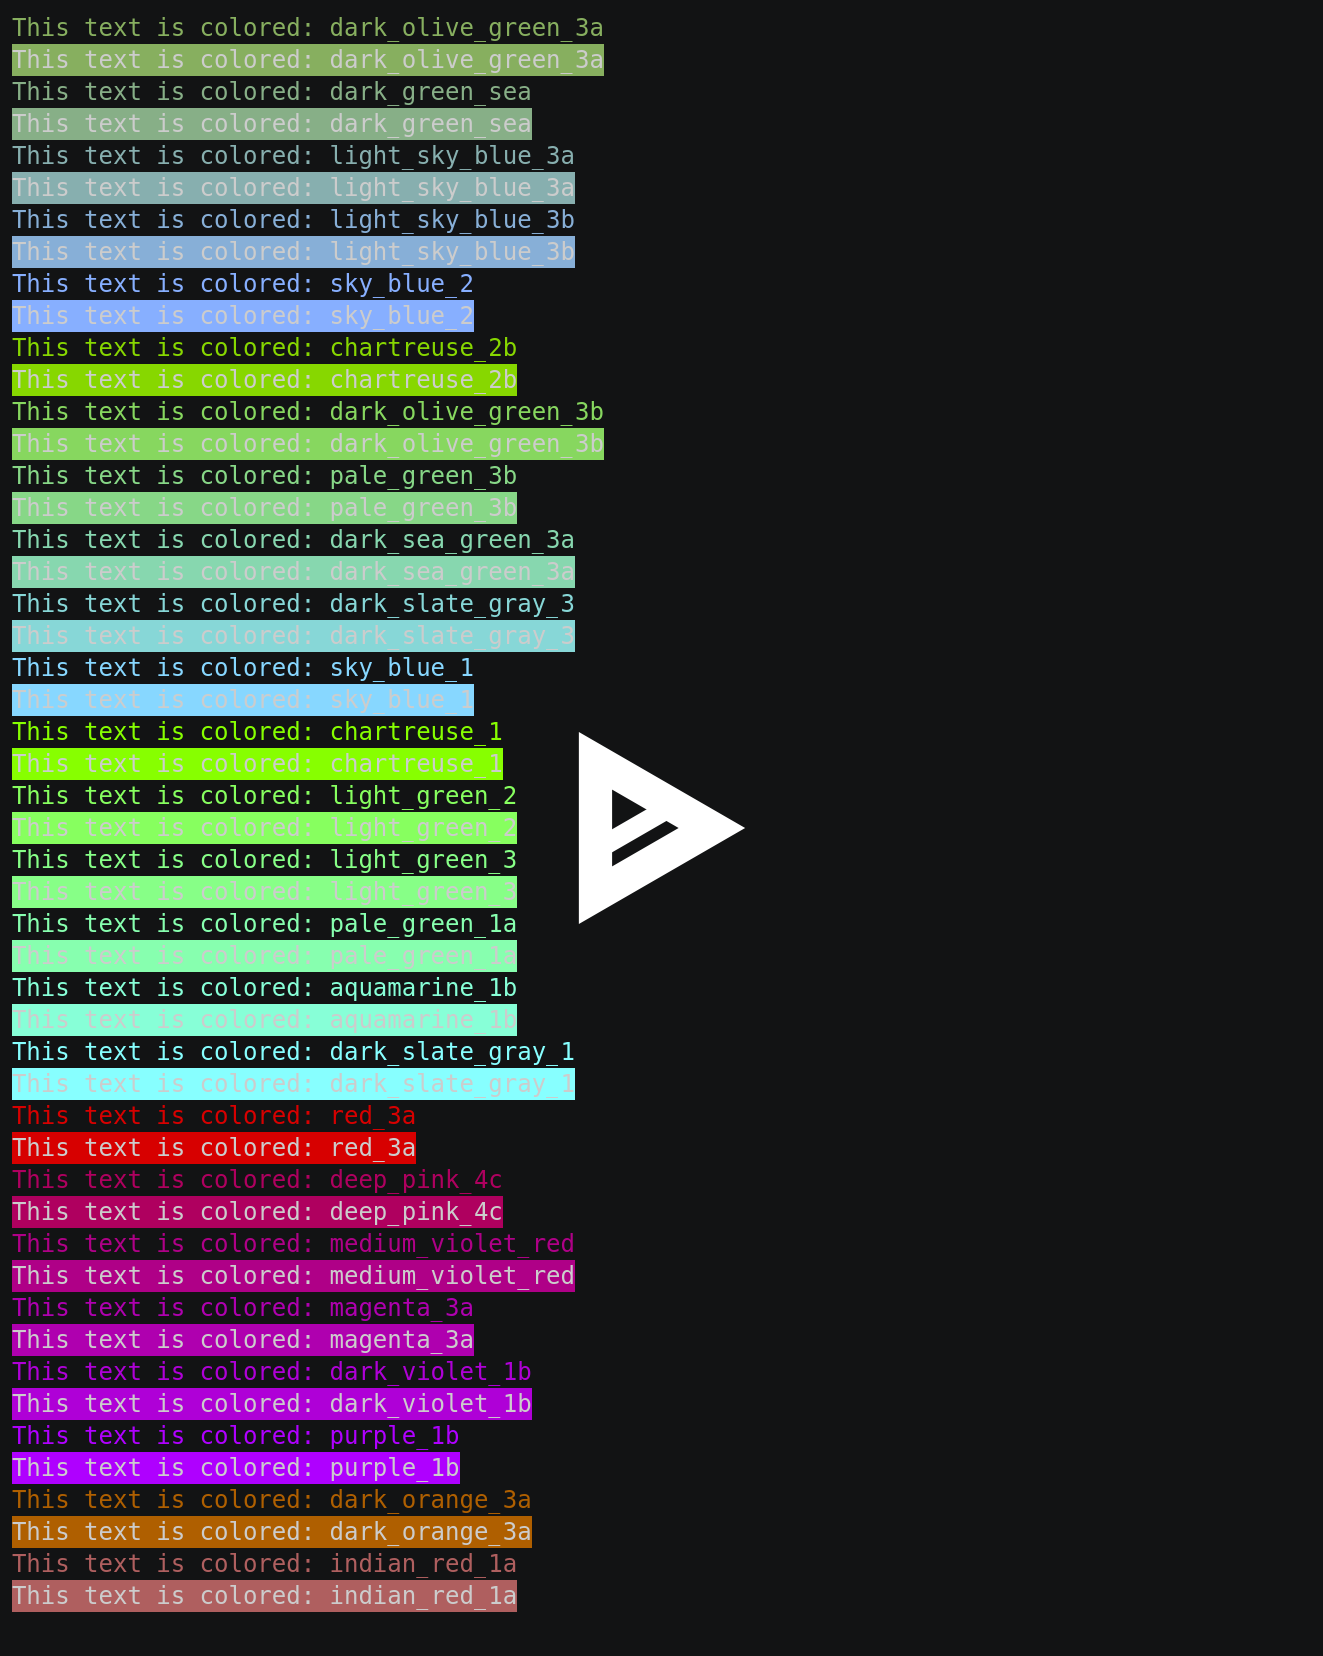 This text is colored: dark_olive_green_3a
This text is colored: dark_olive_green_3a
This text is colored: dark_green_sea
This text is colored: dark_green_sea
This text is colored: light_sky_blue_3a
This text is colored: light_sky_blue_3a
This text is colored: light_sky_blue_3b
This text is colored: light_sky_blue_3b
This text is colored: sky_blue_2
This text is colored: sky_blue_2
This text is colored: chartreuse_2b
This text is colored: chartreuse_2b
This text is colored: dark_olive_green_3b
This text is colored: dark_olive_green_3b
This text is colored: pale_green_3b
This text is colored: pale_green_3b
This text is colored: dark_sea_green_3a
This text is colored: dark_sea_green_3a
This text is colored: dark_slate_gray_3
This text is colored: dark_slate_gray_3
This text is colored: sky_blue_1
This text is colored: sky_blue_1
This text is colored: chartreuse_1
This text is colored: chartreuse_1
This text is colored: light_green_2
This text is colored: light_green_2
This text is colored: light_green_3
This text is colored: light_green_3
This text is colored: pale_green_1a
This text is colored: pale_green_1a
This text is colored: aquamarine_1b
This text is colored: aquamarine_1b
This text is colored: dark_slate_gray_1
This text is colored: dark_slate_gray_1
This text is colored: red_3a
This text is colored: red_3a
This text is colored: deep_pink_4c
This text is colored: deep_pink_4c
This text is colored: medium_violet_red
This text is colored: medium_violet_red
This text is colored: magenta_3a
This text is colored: magenta_3a
This text is colored: dark_violet_1b
This text is colored: dark_violet_1b
This text is colored: purple_1b
This text is colored: purple_1b
This text is colored: dark_orange_3a
This text is colored: dark_orange_3a
This text is colored: indian_red_1a
This text is colored: indian_red_1a